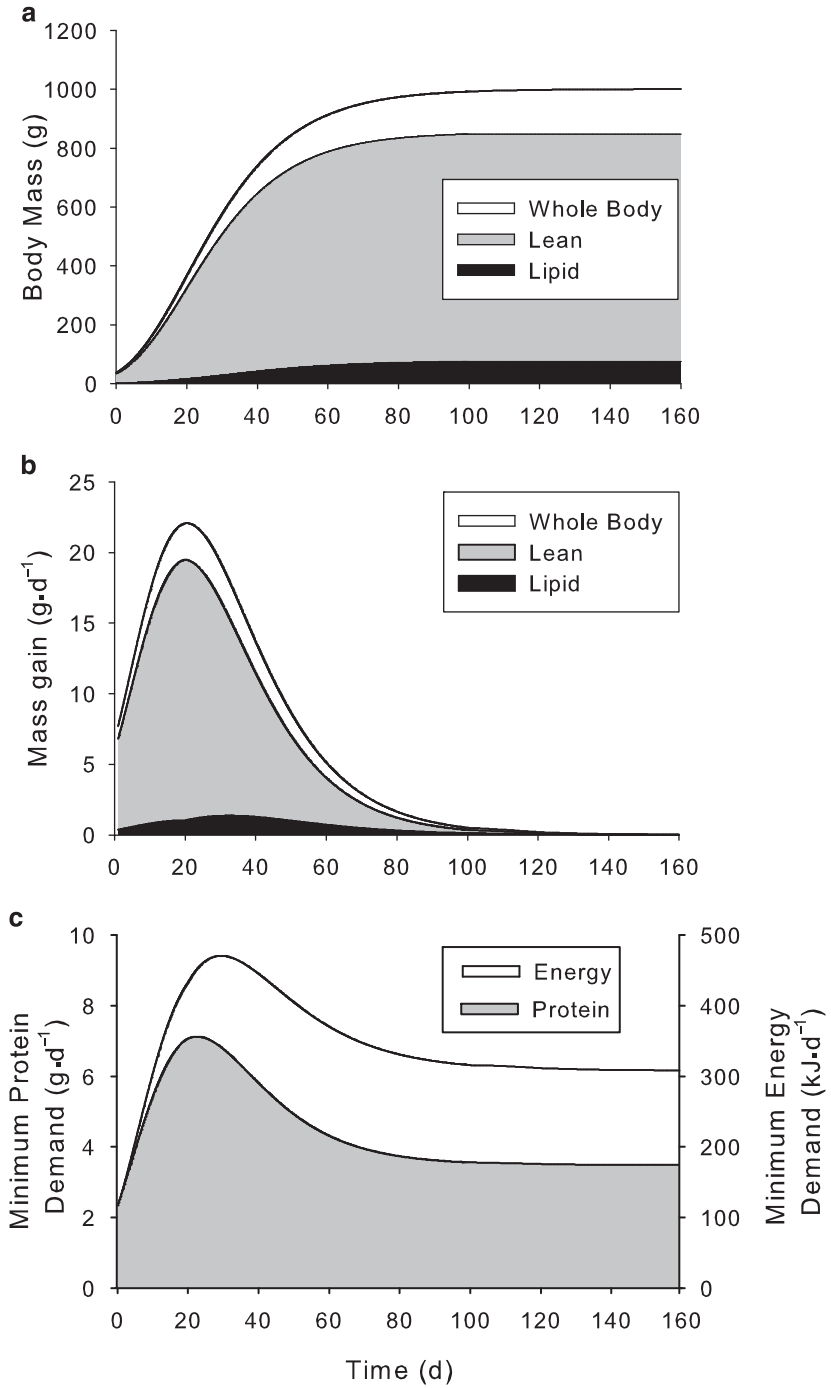 a
1200
1000
800
600
400
200
0
Body Mass (g)
Whole Body
Lean
Lipid
0 20 40 60 80 100 120 140 160
b
25
20
15
10
5
0
Mass gain (g▪d⁻¹)
Whole Body
Lean
Lipid
0 20 40 60 80 100 120 140 160
c
10
8
6
4
2
0
Minimum Protein
Demand (g▪d⁻¹)
Energy
Protein
500
400
300
200
100
0
Minimum Energy
Demand (kJ▪d⁻¹)
0 20 40 60 80 100 120 140 160
Time (d)